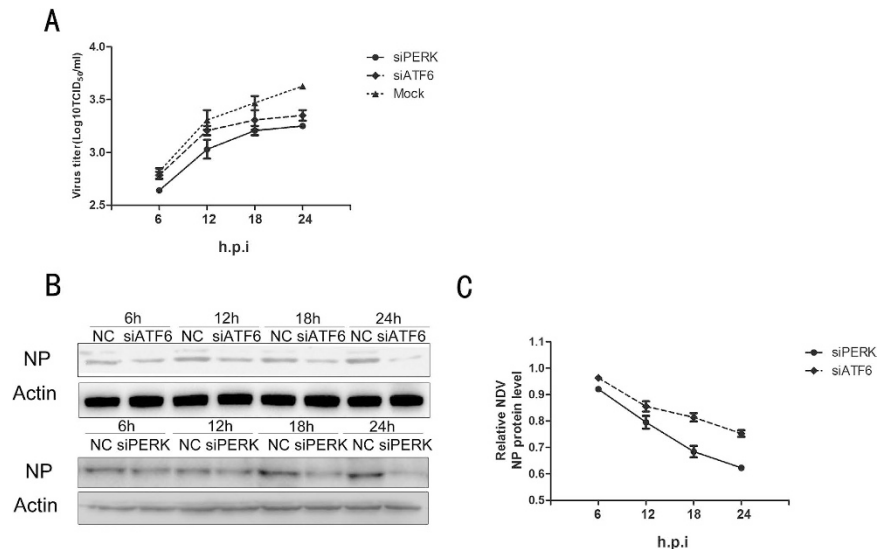 A
siPERK
siATF6
Mock
Virus titer(Log10TCID50/ml)
4.0
3.5
3.0
2.5
6 12 18 24
h.p.i
B
6h 12h 18h 24h
NC siATF6 NC siATF6 NC siATF6 NC siATF6
NP
Actin
6h 12h 18h 24h
NC siPERK NC siPERK NC siPERK NC siPERK
NP
Actin
C
siPERK
siATF6
Relative NDV
NP protein level
1.1
1.0
0.9
0.8
0.7
0.6
0.5
6 12 18 24
h.p.i